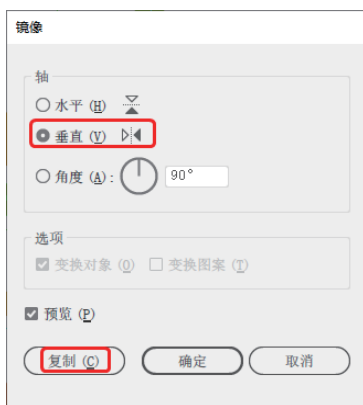 镜像
轴
水平 (H)
垂直 (V)
角度 (A): 90°
选项
变换对象 (O) 变换图案 (T)
预览 (P)
复制 (C) 确定 取消